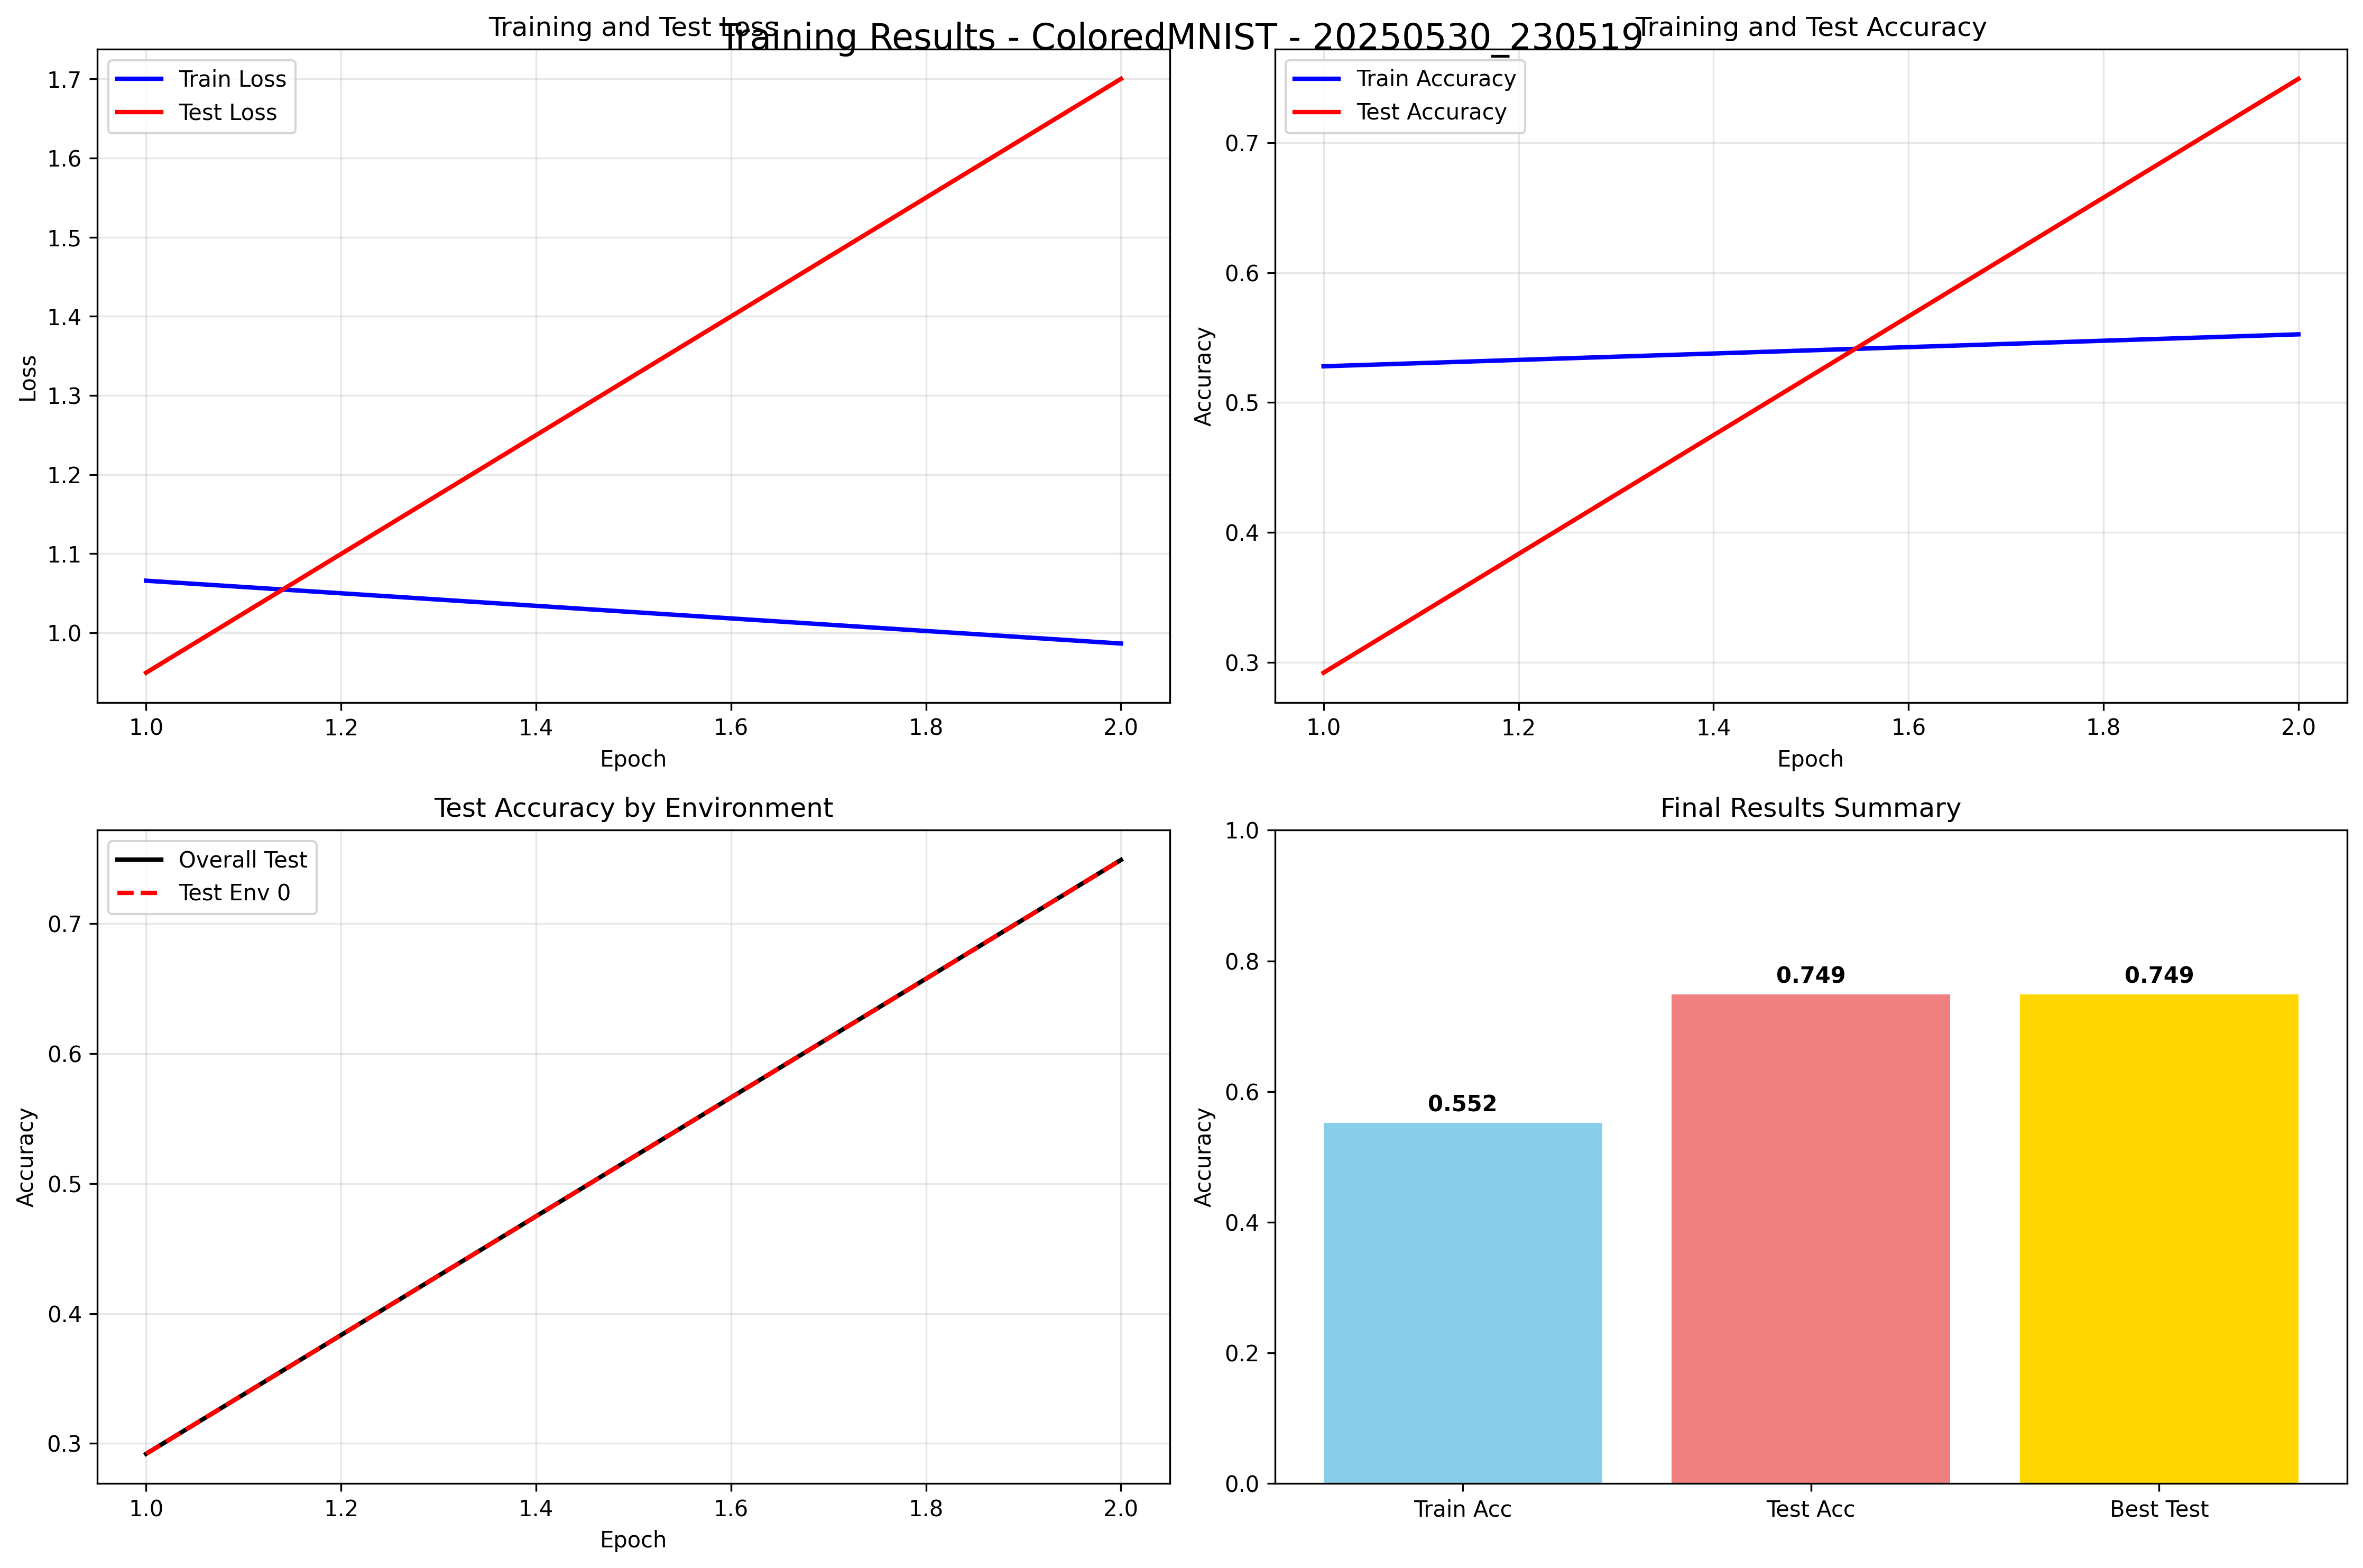 Training Results - ColoredMNIST - 20250530_230519
Training and Test Loss
Train Loss
Test Loss
1.7
1.6
1.5
1.4
1.3
1.2
1.1
1.0
Loss
1.0 1.2 1.4 1.6 1.8 2.0
Epoch
Training and Test Accuracy
Train Accuracy
Test Accuracy
0.7
0.6
0.5
0.4
0.3
Accuracy
1.0 1.2 1.4 1.6 1.8 2.0
Epoch
Test Accuracy by Environment
Overall Test
Test Env 0
0.7
0.6
0.5
0.4
0.3
Accuracy
1.0 1.2 1.4 1.6 1.8 2.0
Epoch
Final Results Summary
1.0
0.8
0.6
0.4
0.2
0.0
Accuracy
0.552 0.749 0.749
Train Acc Test Acc Best Test